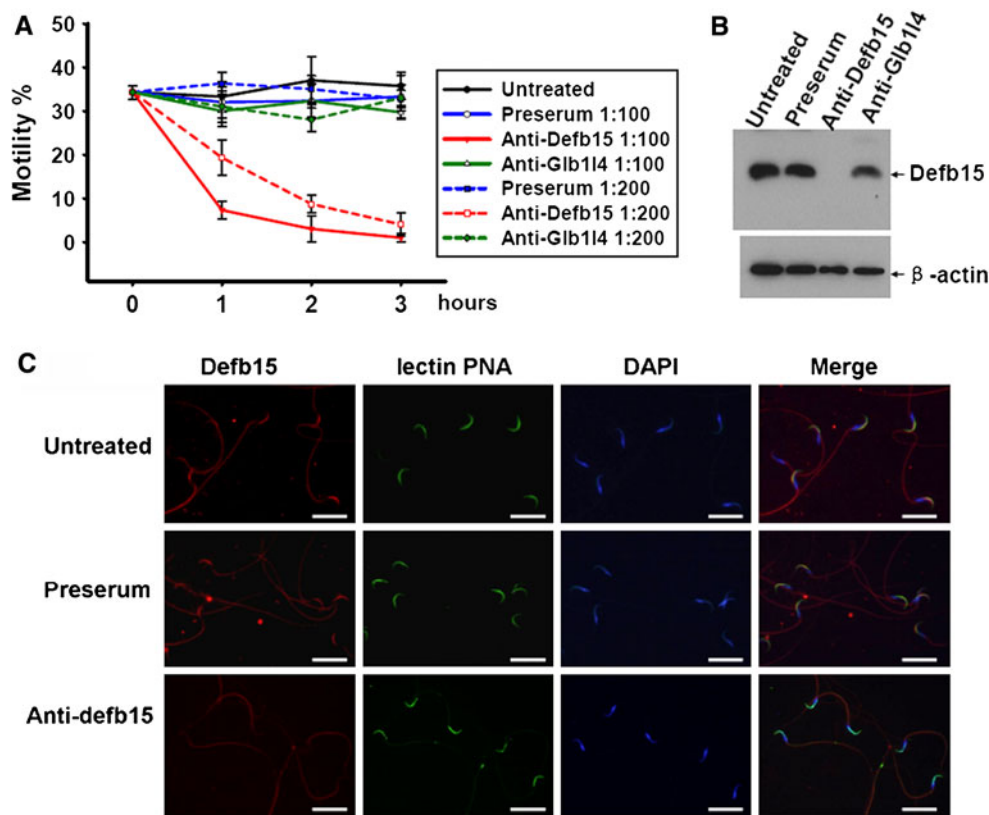 A
50
40
30
20
10
0
Motility %
0 1 2 3 hours
Untreated
Preserum 1:100
Anti-Defb15 1:100
Anti-Glb1l4 1:100
Preserum 1:200
Anti-Defb15 1:200
Anti-Glb1l4 1:200
B
Untreated
Preserum
Anti-Defb15
Anti-Glb1l4
Defb15
β-actin
C
Defb15 lectin PNA DAPI Merge
Untreated
Preserum
Anti-defb15